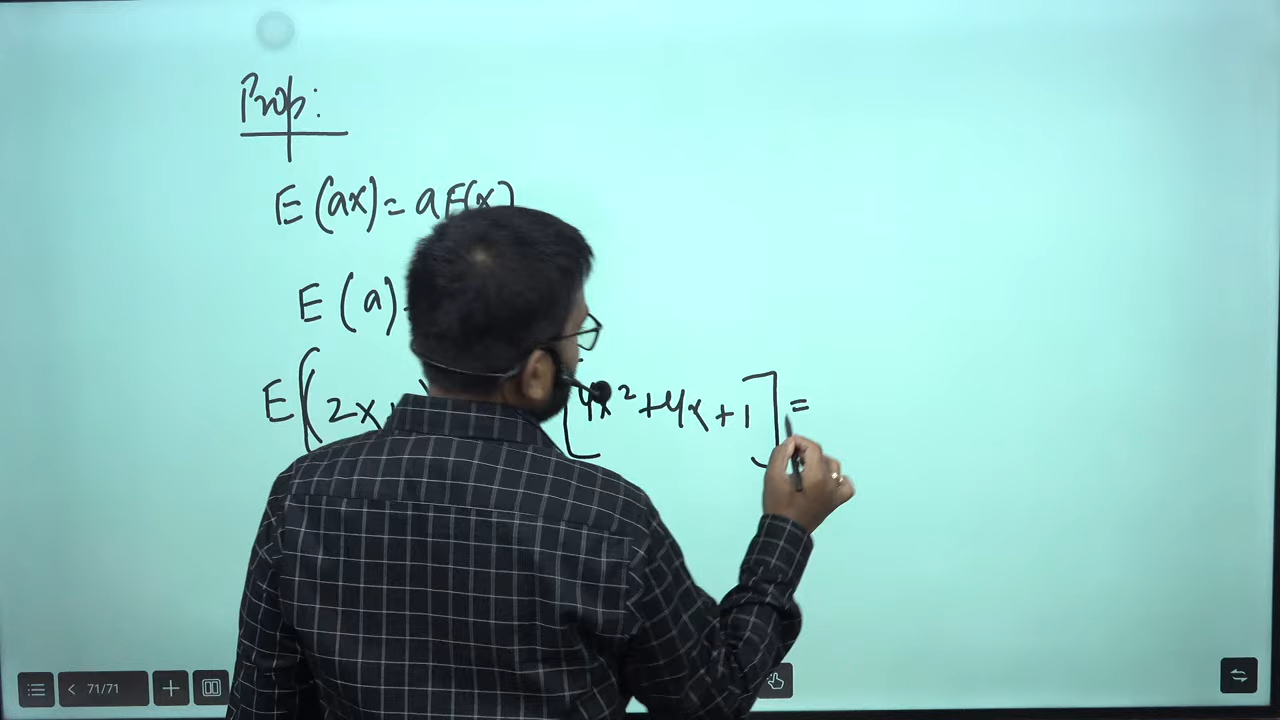 Prop:
E(ax) = aE(x)
E(a)
E((2x [4x²+4x+1] =
71/71